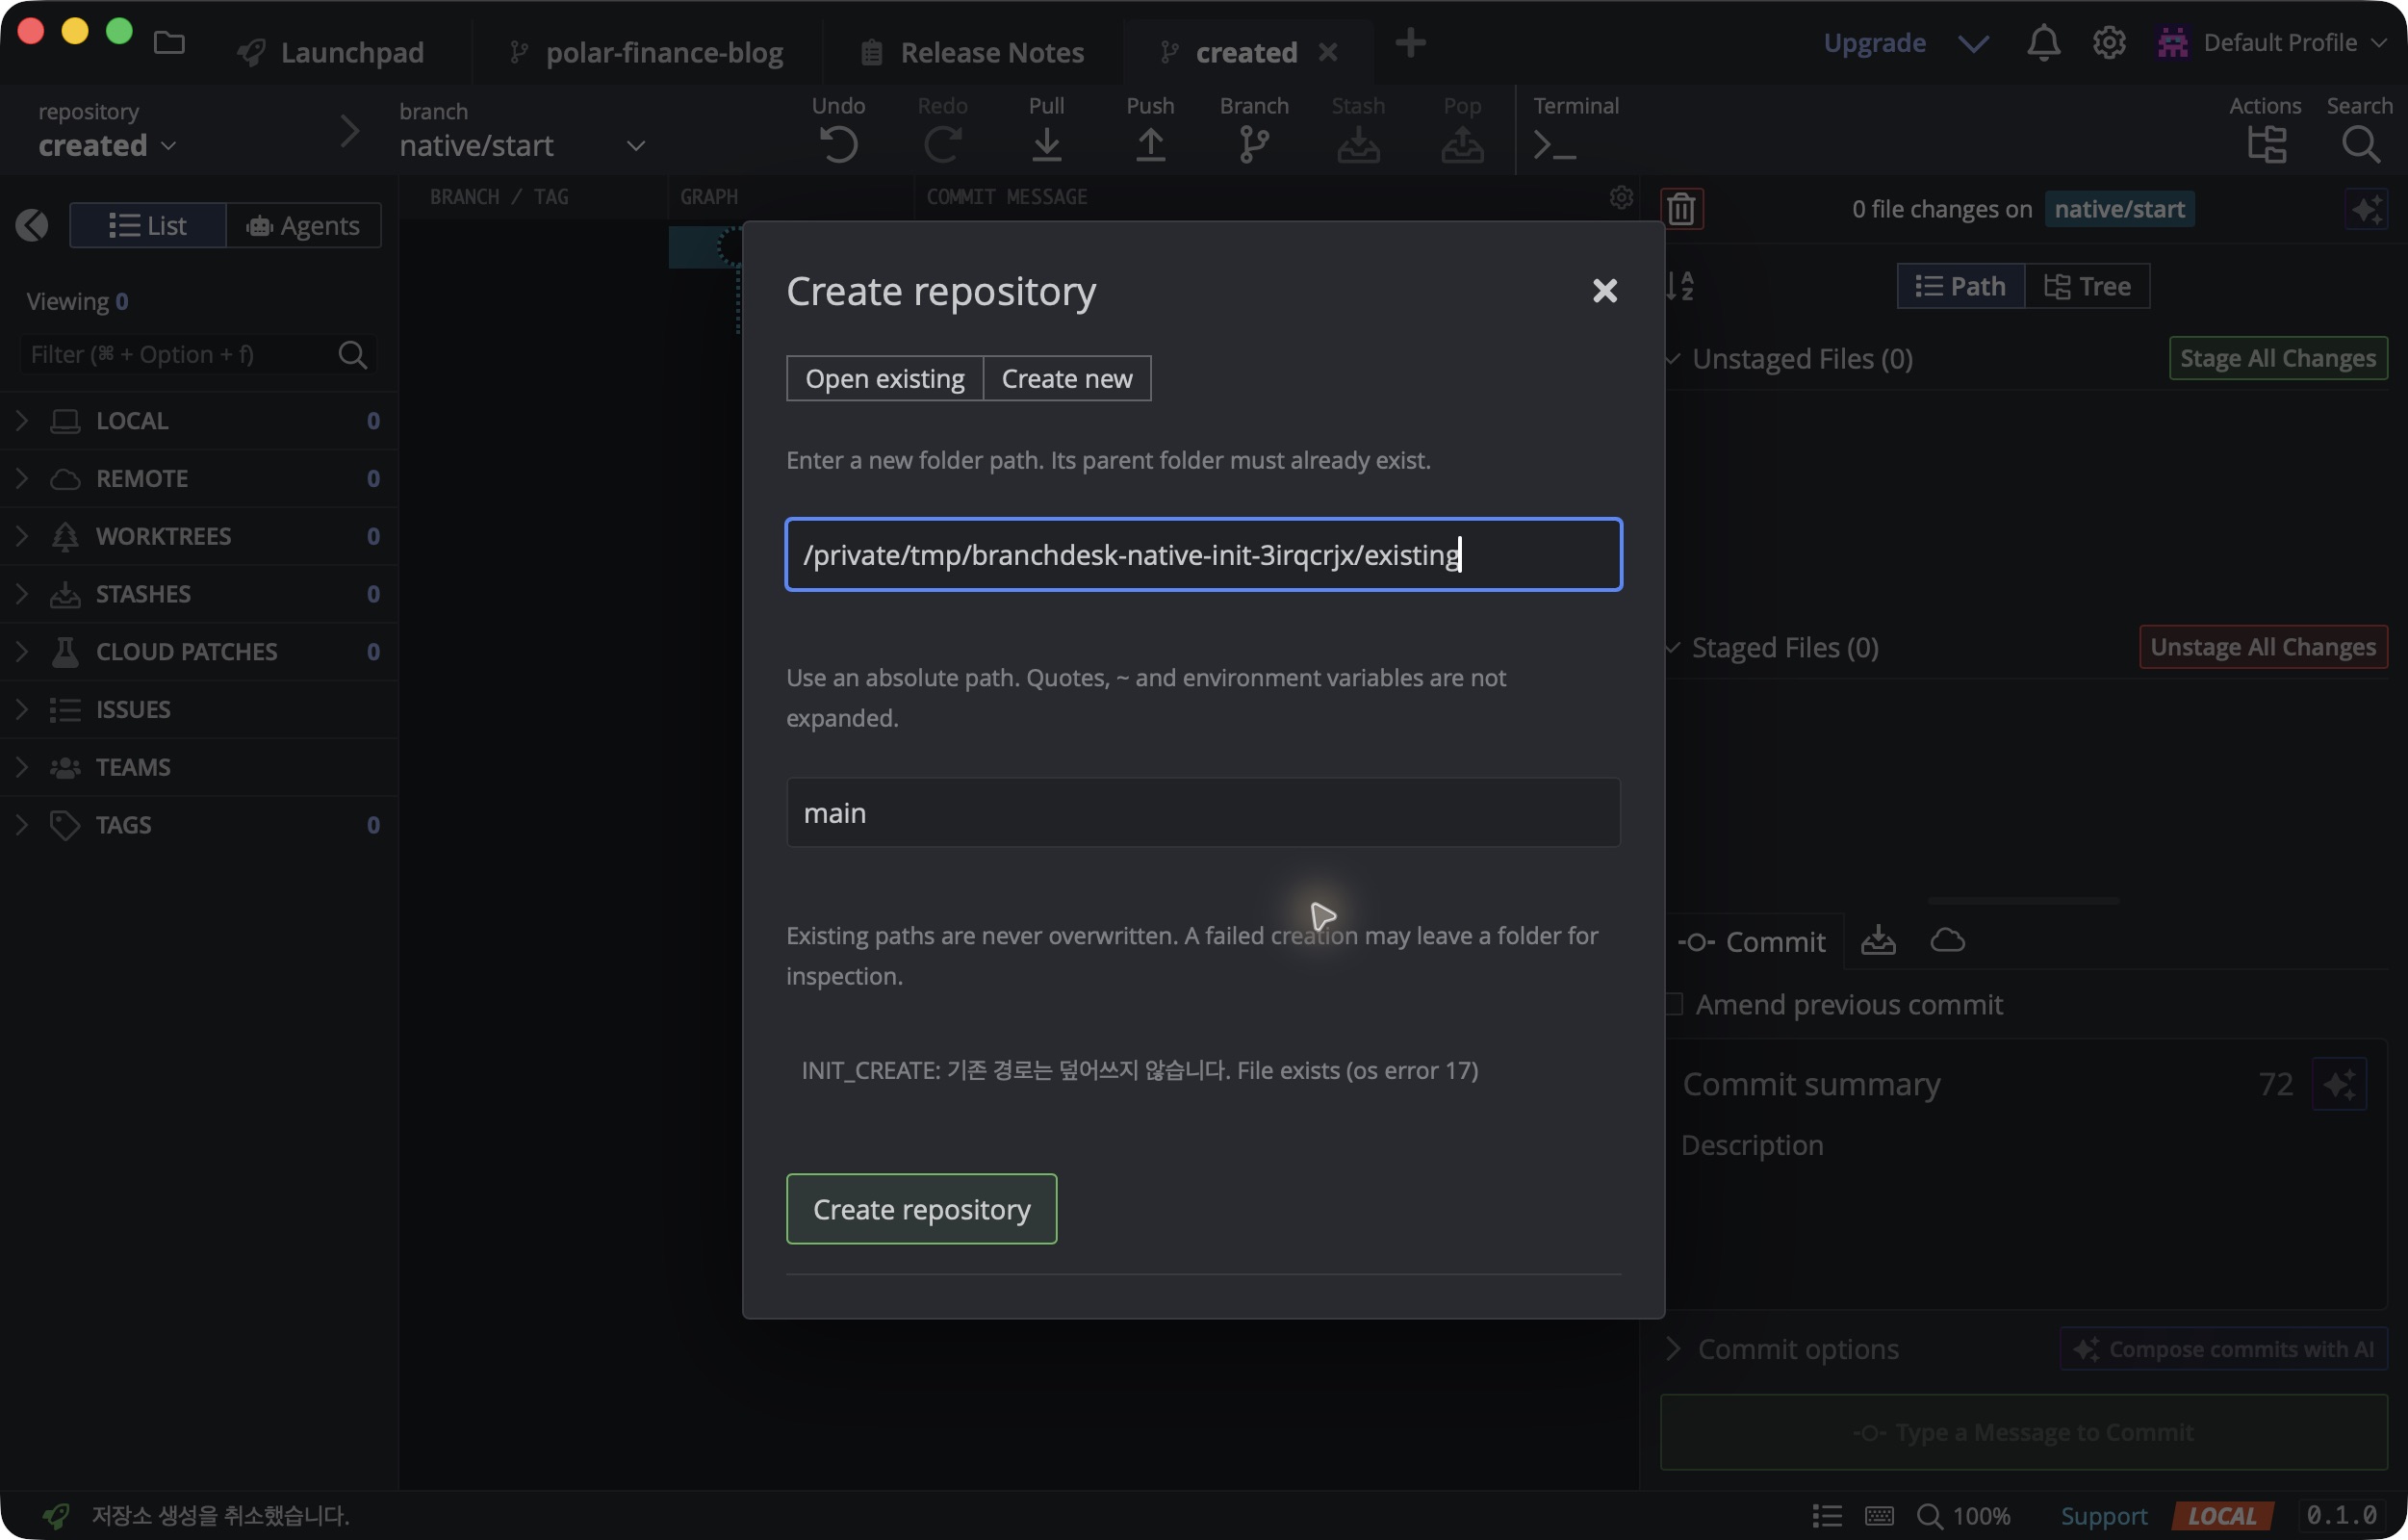 Launchpad
polar-finance-blog
Release Notes
created
Upgrade
Default Profile
repository
created
branch
native/start
Undo
Redo
Pull
Push
Branch
Stash
Pop
Terminal
Actions
Search
List
Agents
Viewing 0
Filter (⌘ + Option + f)
LOCAL 0
REMOTE 0
WORKTREES 0
STASHES 0
CLOUD PATCHES 0
ISSUES
TEAMS
TAGS 0
BRANCH / TAG
GRAPH
COMMIT MESSAGE
Create repository
Open existing
Create new
Enter a new folder path. Its parent folder must already exist.
/private/tmp/branchdesk-native-init-3irqcrjx/existing
Use an absolute path. Quotes, ~ and environment variables are not
expanded.
main
Existing paths are never overwritten. A failed creation may leave a folder for
inspection.
INIT_CREATE: 기존 경로는 덮어쓰지 않습니다. File exists (os error 17)
Create repository
0 file changes on native/start
Path
Tree
Unstaged Files (0)
Stage All Changes
Staged Files (0)
Unstage All Changes
Commit
Amend previous commit
Commit summary
72
Description
Commit options
Compose commits with AI
Type a Message to Commit
저장소 생성을 취소했습니다.
100%
Support
LOCAL
0.1.0